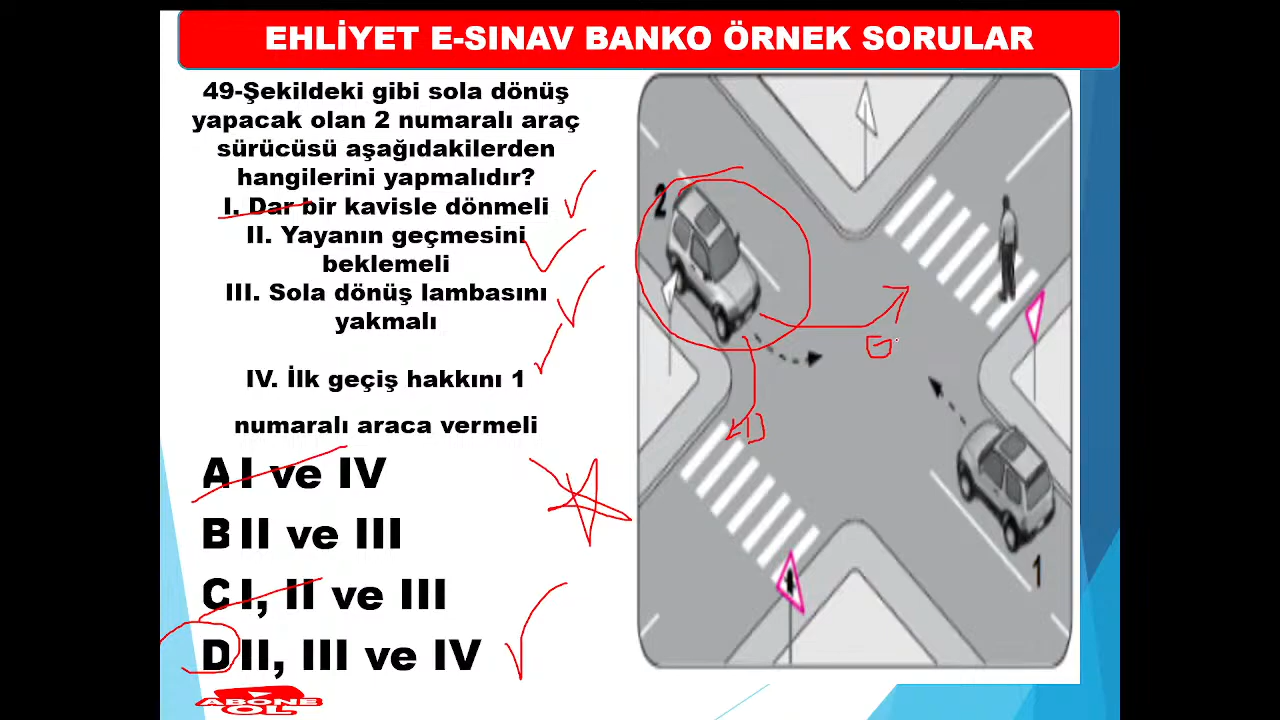 EHLİYET E-SINAV BANKO ÖRNEK SORULAR
49-Şekildeki gibi sola dönüş
yapacak olan 2 numaralı araç
sürücüsü aşağıdakilerden
hangilerini yapmalıdır?
I. Dar bir kavisle dönmeli
II. Yayanın geçmesini
beklemeli
III. Sola dönüş lambasını
yakmalı
IV. İlk geçiş hakkını 1
numaralı araca vermeli
A I ve IV
B II ve III
C I, II ve III
D II, III ve IV
ABONE
OL
2
1
G
D